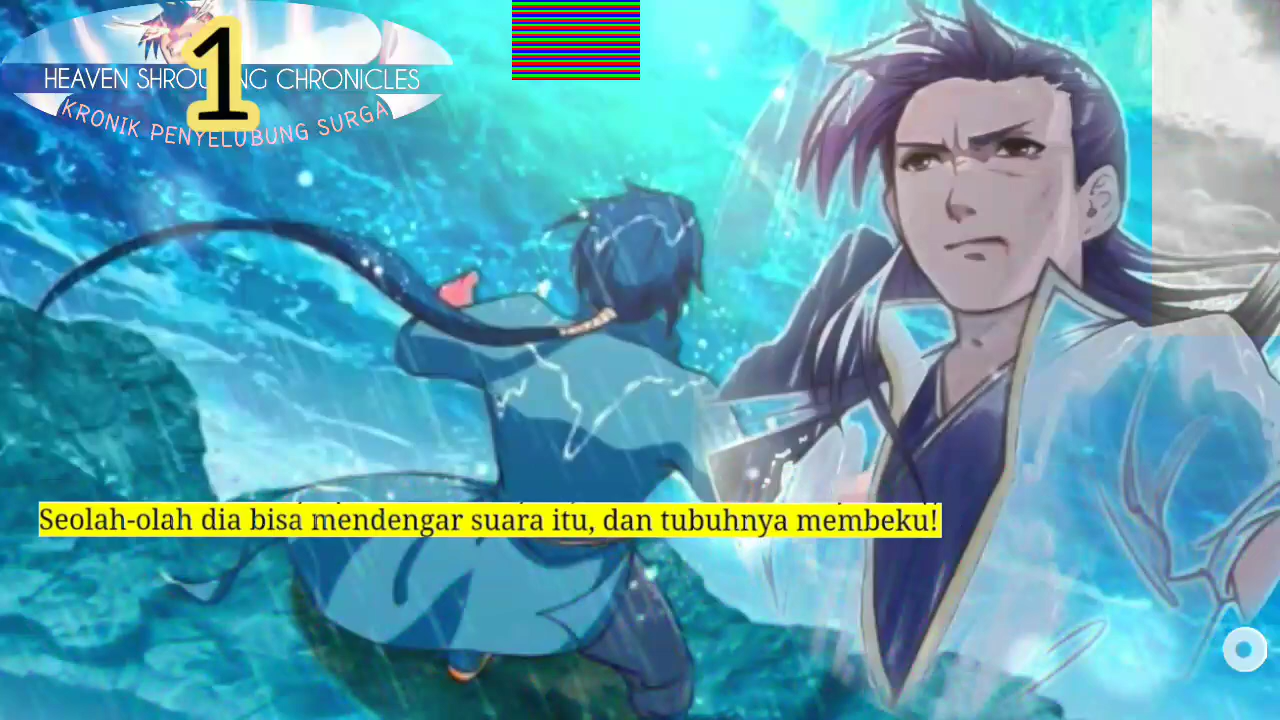 1
HEAVEN SHROUDING CHRONICLES
KRONIK PENYELUBUNG SURGA
Seolah-olah dia bisa mendengar suara itu, dan tubuhnya membeku!